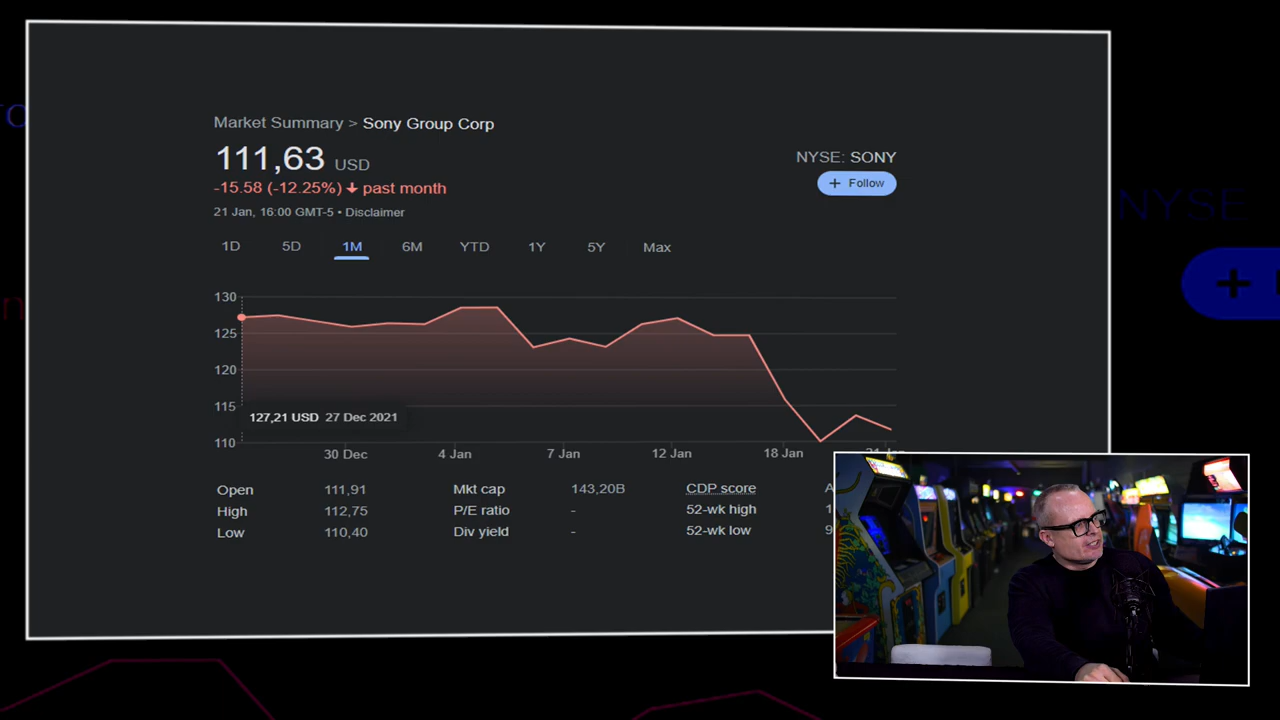 Market Summary > Sony Group Corp
111,63 USD
-15.58 (-12.25%) ↓ past month
21 Jan, 16:00 GMT-5 • Disclaimer
NYSE: SONY
+ Follow
1D 5D 1M 6M YTD 1Y 5Y Max
130
125
120
115
110
127,21 USD 27 Dec 2021
30 Dec 4 Jan 7 Jan 12 Jan 18 Jan
Open 111,91 Mkt cap 143,20B CDP score
High 112,75 P/E ratio - 52-wk high
Low 110,40 Div yield - 52-wk low
NYSE
+